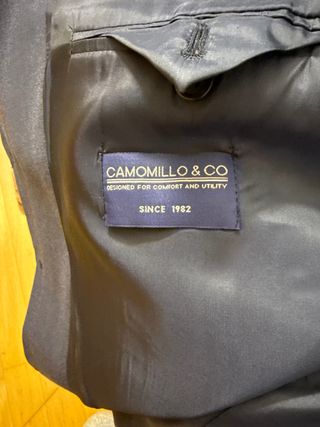 CAMOMILLO & CO
DESIGNED FOR COMFORT AND UTILITY
SINCE 1982